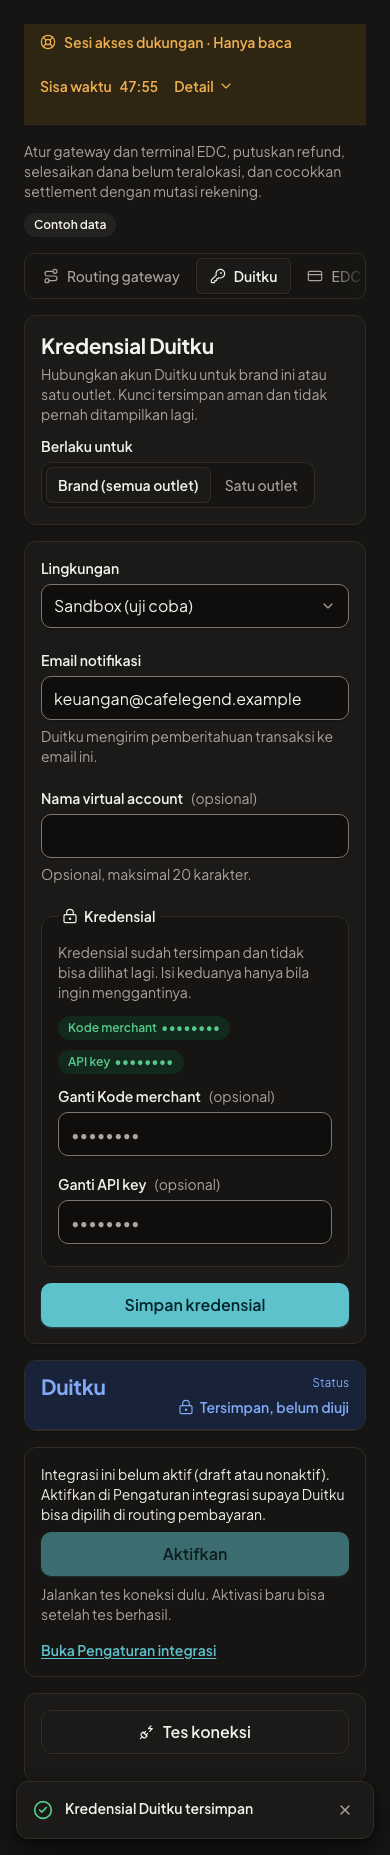 Sesi akses dukungan · Hanya baca
Sisa waktu 47:55 Detail
Atur gateway dan terminal EDC, putuskan refund,
selesaikan dana belum teralokasi, dan cocokkan
settlement dengan mutasi rekening.
Contoh data
Routing gateway Duitku EDC
Kredensial Duitku
Hubungkan akun Duitku untuk brand ini atau
satu outlet. Kunci tersimpan aman dan tidak
pernah ditampilkan lagi.
Berlaku untuk
Brand (semua outlet) Satu outlet
Lingkungan
Sandbox (uji coba)
Email notifikasi
keuangan@cafelegend.example
Duitku mengirim pemberitahuan transaksi ke
email ini.
Nama virtual account (opsional)
Opsional, maksimal 20 karakter.
Kredensial
Kredensial sudah tersimpan dan tidak
bisa dilihat lagi. Isi keduanya hanya bila
ingin menggantinya.
Kode merchant ••••••••
API key ••••••••
Ganti Kode merchant (opsional)
••••••••
Ganti API key (opsional)
••••••••
Simpan kredensial
Duitku
Status
Tersimpan, belum diuji
Integrasi ini belum aktif (draft atau nonaktif).
Aktifkan di Pengaturan integrasi supaya Duitku
bisa dipilih di routing pembayaran.
Aktifkan
Jalankan tes koneksi dulu. Aktivasi baru bisa
setelah tes berhasil.
Buka Pengaturan integrasi
Tes koneksi
Kredensial Duitku tersimpan